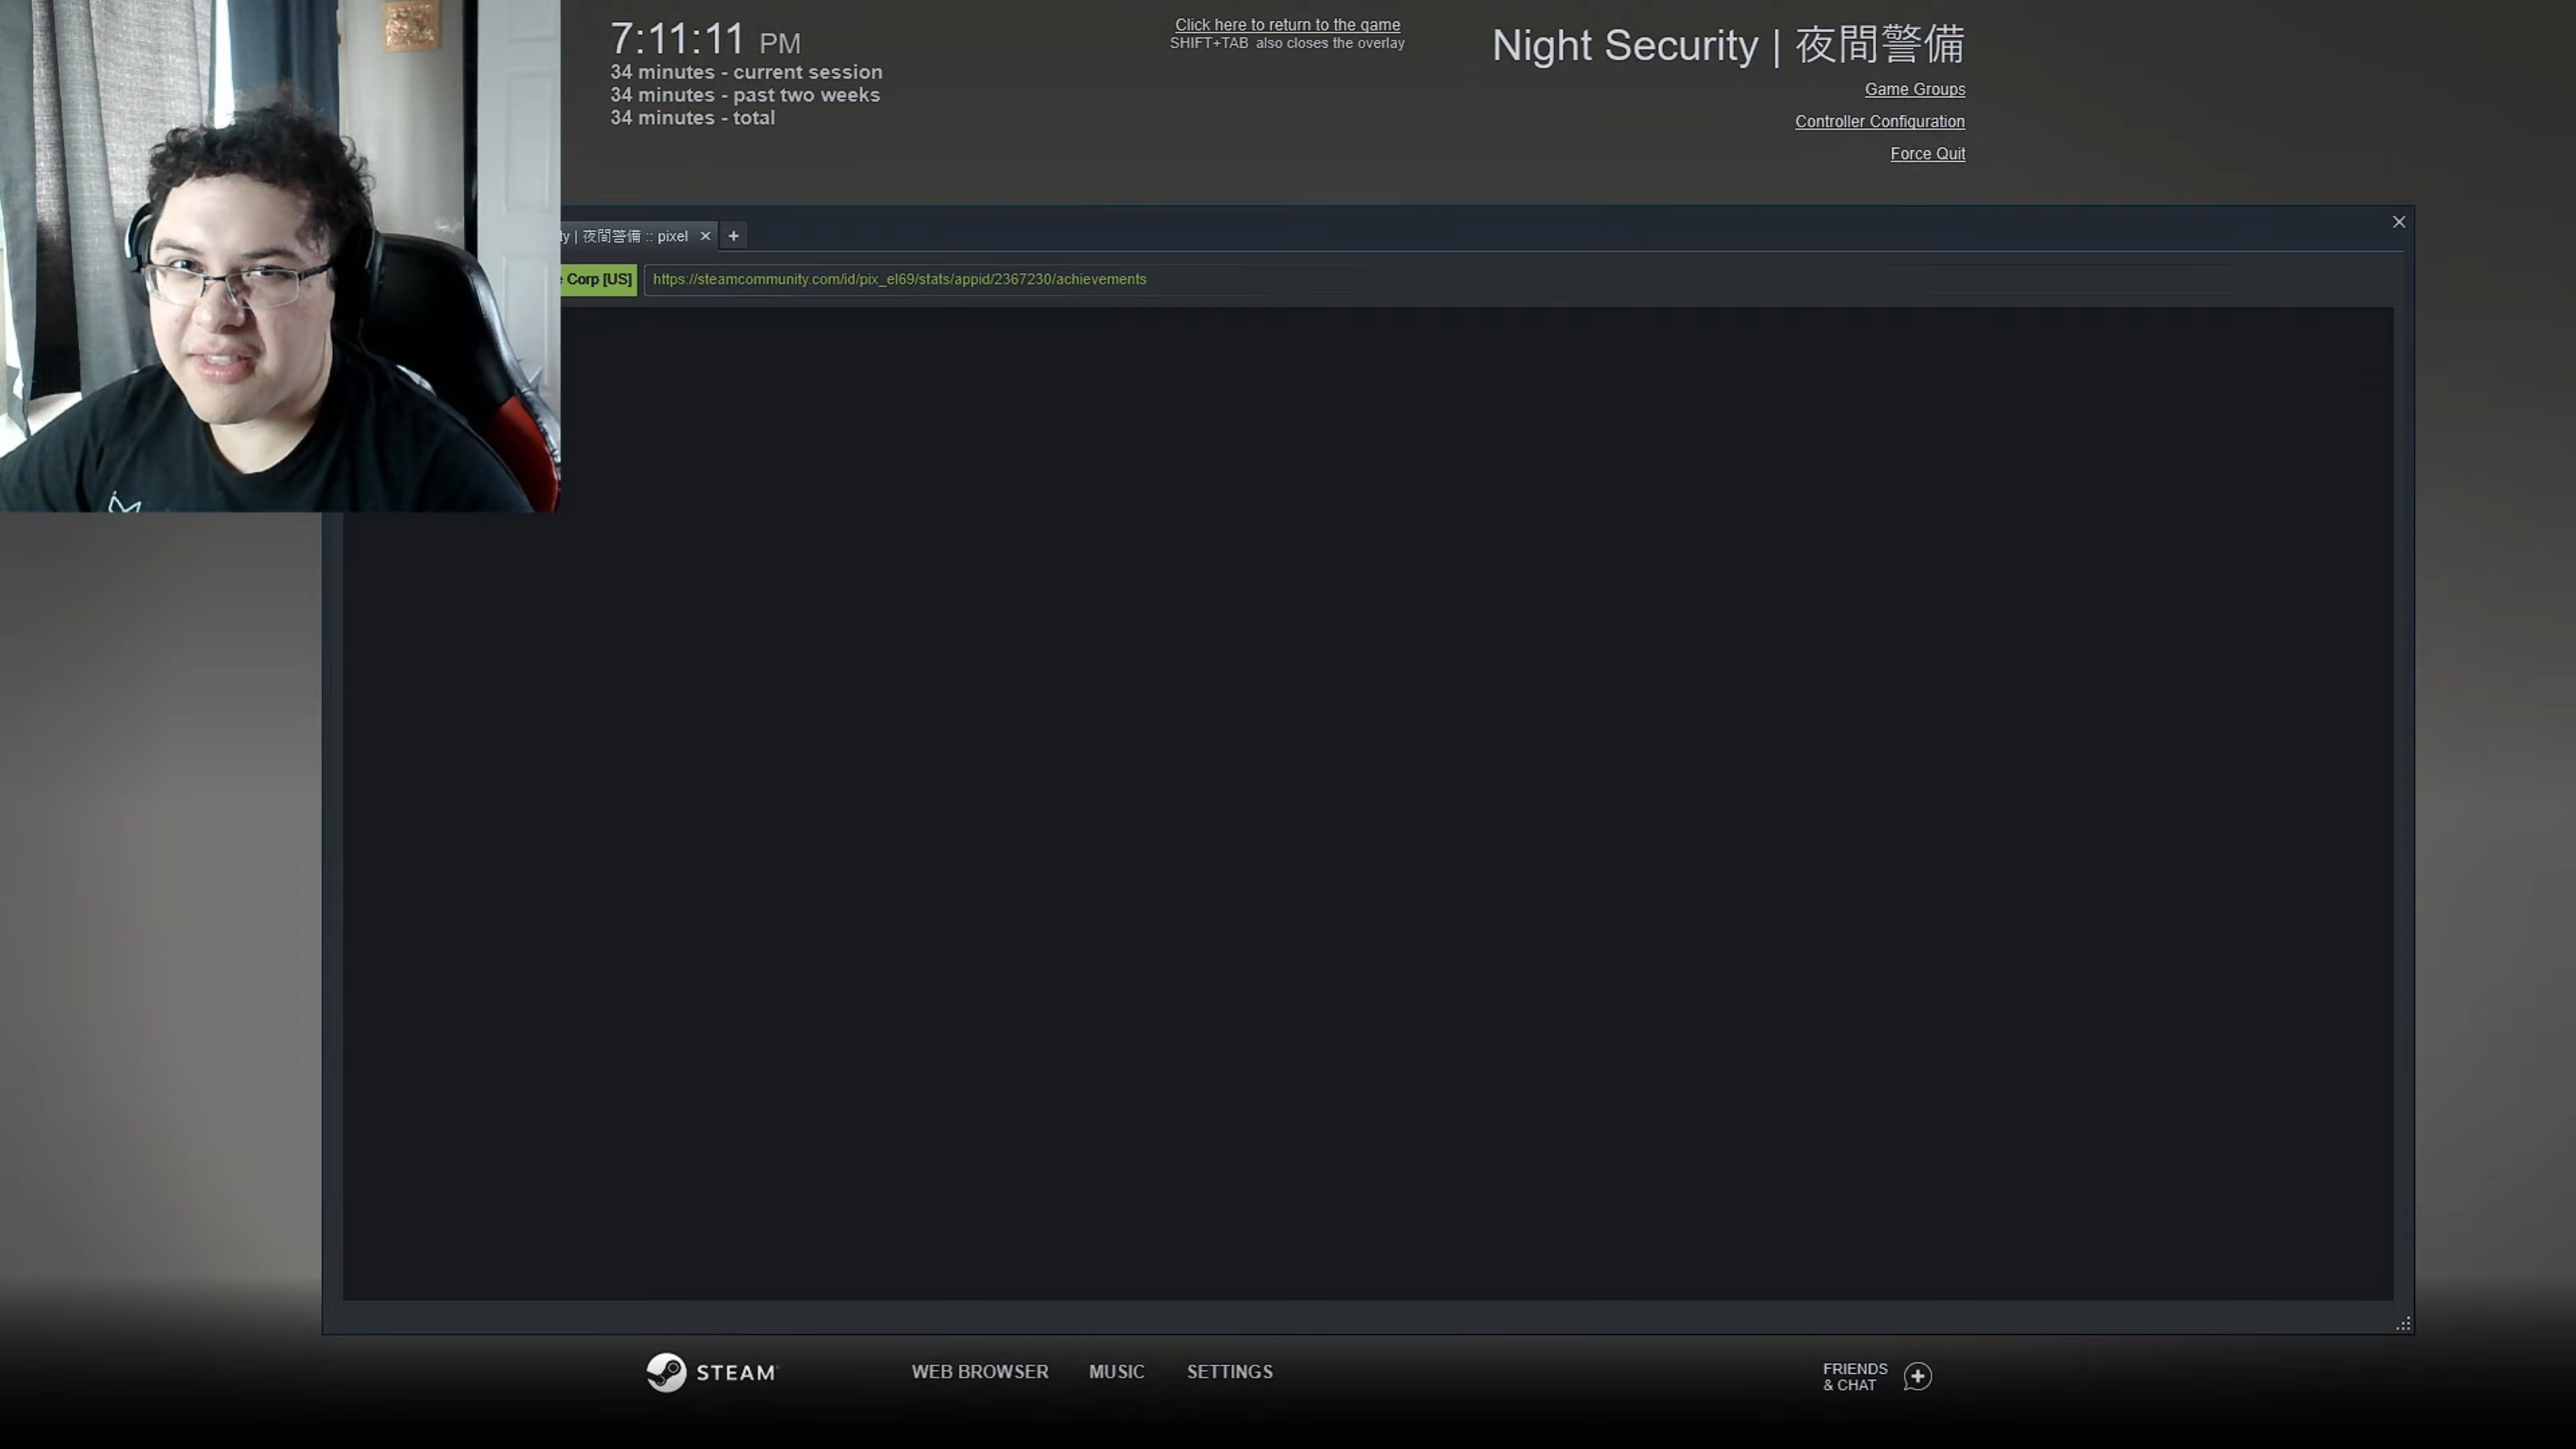 7:11:11 PM
34 minutes - current session
34 minutes - past two weeks
34 minutes - total
Click here to return to the game
SHIFT+TAB also closes the overlay
Night Security | 夜間警備
Game Groups
Controller Configuration
Force Quit
| 夜間警備 :: pixel
Corp [US]
https://steamcommunity.com/id/pix_el69/stats/appid/2367230/achievements
STEAM
WEB BROWSER
MUSIC
SETTINGS
FRIENDS
& CHAT